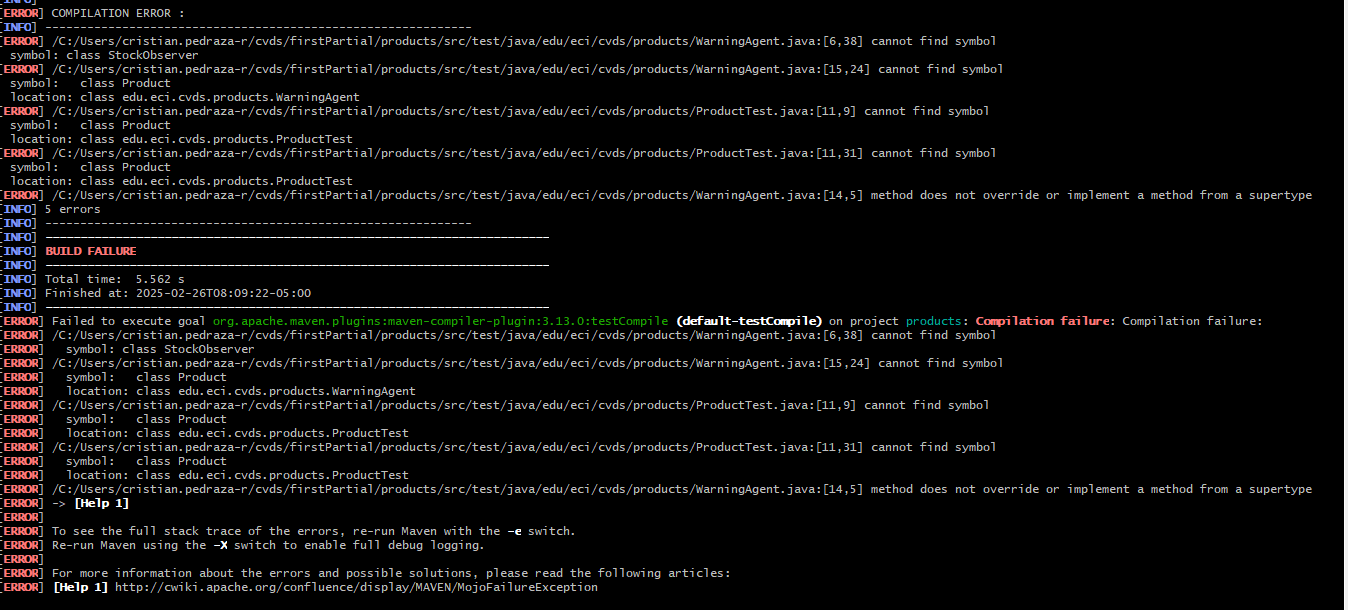 [INFO]
[ERROR] COMPILATION ERROR :
[INFO] -------------------------------------------------------------
[ERROR] /C:/Users/cristian.pedraza-r/cvds/firstPartial/products/src/test/java/edu/eci/cvds/products/WarningAgent.java:[6,38] cannot find symbol
  symbol: class StockObserver
[ERROR] /C:/Users/cristian.pedraza-r/cvds/firstPartial/products/src/test/java/edu/eci/cvds/products/WarningAgent.java:[15,24] cannot find symbol
  symbol:   class Product
  location: class edu.eci.cvds.products.WarningAgent
[ERROR] /C:/Users/cristian.pedraza-r/cvds/firstPartial/products/src/test/java/edu/eci/cvds/products/ProductTest.java:[11,9] cannot find symbol
  symbol:   class Product
  location: class edu.eci.cvds.products.ProductTest
[ERROR] /C:/Users/cristian.pedraza-r/cvds/firstPartial/products/src/test/java/edu/eci/cvds/products/ProductTest.java:[11,31] cannot find symbol
  symbol:   class Product
  location: class edu.eci.cvds.products.ProductTest
[ERROR] /C:/Users/cristian.pedraza-r/cvds/firstPartial/products/src/test/java/edu/eci/cvds/products/WarningAgent.java:[14,5] method does not override or implement a method from a supertype
[INFO] 5 errors
[INFO] -------------------------------------------------------------
[INFO] ------------------------------------------------------------------------
[INFO] BUILD FAILURE
[INFO] ------------------------------------------------------------------------
[INFO] Total time:  5.562 s
[INFO] Finished at: 2025-02-26T08:09:22-05:00
[INFO] ------------------------------------------------------------------------
[ERROR] Failed to execute goal org.apache.maven.plugins:maven-compiler-plugin:3.13.0:testCompile (default-testCompile) on project products: Compilation failure: Compilation failure:
[ERROR] /C:/Users/cristian.pedraza-r/cvds/firstPartial/products/src/test/java/edu/eci/cvds/products/WarningAgent.java:[6,38] cannot find symbol
[ERROR]   symbol: class StockObserver
[ERROR] /C:/Users/cristian.pedraza-r/cvds/firstPartial/products/src/test/java/edu/eci/cvds/products/WarningAgent.java:[15,24] cannot find symbol
[ERROR]   symbol:   class Product
[ERROR]   location: class edu.eci.cvds.products.WarningAgent
[ERROR] /C:/Users/cristian.pedraza-r/cvds/firstPartial/products/src/test/java/edu/eci/cvds/products/ProductTest.java:[11,9] cannot find symbol
[ERROR]   symbol:   class Product
[ERROR]   location: class edu.eci.cvds.products.ProductTest
[ERROR] /C:/Users/cristian.pedraza-r/cvds/firstPartial/products/src/test/java/edu/eci/cvds/products/ProductTest.java:[11,31] cannot find symbol
[ERROR]   symbol:   class Product
[ERROR]   location: class edu.eci.cvds.products.ProductTest
[ERROR] /C:/Users/cristian.pedraza-r/cvds/firstPartial/products/src/test/java/edu/eci/cvds/products/WarningAgent.java:[14,5] method does not override or implement a method from a supertype
[ERROR] -> [Help 1]
[ERROR]
[ERROR] To see the full stack trace of the errors, re-run Maven with the -e switch.
[ERROR] Re-run Maven using the -X switch to enable full debug logging.
[ERROR]
[ERROR] For more information about the errors and possible solutions, please read the following articles:
[ERROR] [Help 1] http://cwiki.apache.org/confluence/display/MAVEN/MojoFailureException